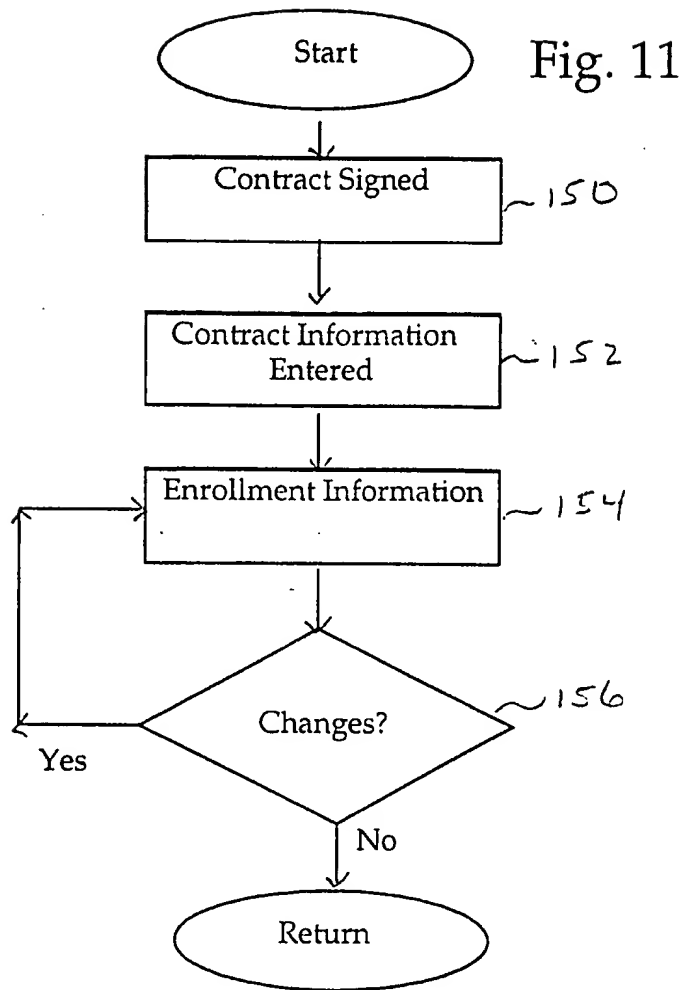 Start
Fig. 11
Contract Signed
150
Contract Information
Entered
152
Enrollment Information
154
Changes?
156
Yes
No
Return